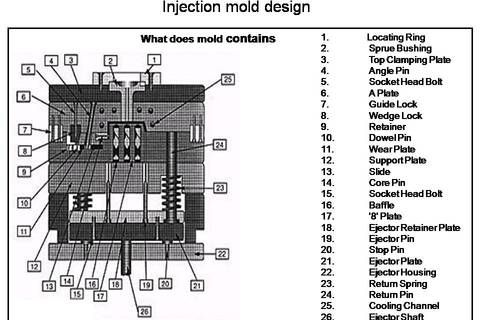 Injection mold design
What does mold contains
1. Locating Ring
2. Sprue Bushing
3. Top Clamping Plate
4. Angle Pin
5. Socket Head Bolt
6. A Plate
7. Guide Lock
8. Wedge Lock
9. Retainer
10. Dowel Pin
11. Wear Plate
12. Support Plate
13. Slide
14. Core Pin
15. Socket Head Bolt
16. Baffle
17. '8' Plate
18. Ejector Retainer Plate
19. Ejector Pin
20. Stop Pin
21. Ejector Plate
22. Ejector Housing
23. Return Spring
24. Return Pin
25. Cooling Channel
26. Ejector Shaft
4 3 2 1
5
25
6
7
8
24
9
10
23
11
12
22
13 14 15 16 17 18 19 20 21
26